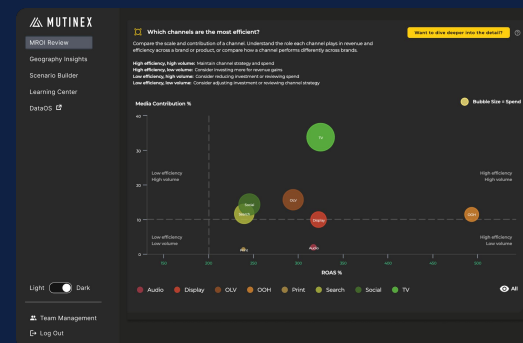 MUTINEX
MROI Review
Geography Insights
Scenario Builder
Learning Center
DataOS
Light Dark
Team Management
Log Out
Which channels are the most efficient?
Want to dive deeper into the detail?
Compare the scale and contribution of a channel. Understand the role each channel plays in revenue and
efficiency across a brand or product, or compare how a channel performs differently across brands.
High efficiency, high volume: Maintain channel strategy and spend
High efficiency, low volume: Consider investing more for revenue gains
Low efficiency, high volume: Consider reducing investment or reviewing spend
Low efficiency, low volume: Consider adjusting investment or reviewing channel strategy
Media Contribution %
Bubble Size = Spend
40
30
20
10
0
Low efficiency
High volume
High efficiency
High volume
Low efficiency
Low volume
High efficiency
Low volume
TV
OLV
Social
Display
OOH
Audio
150 200 250 300 350 400 450 500
ROAS %
Audio Display OLV OOH Print Search Social TV
All